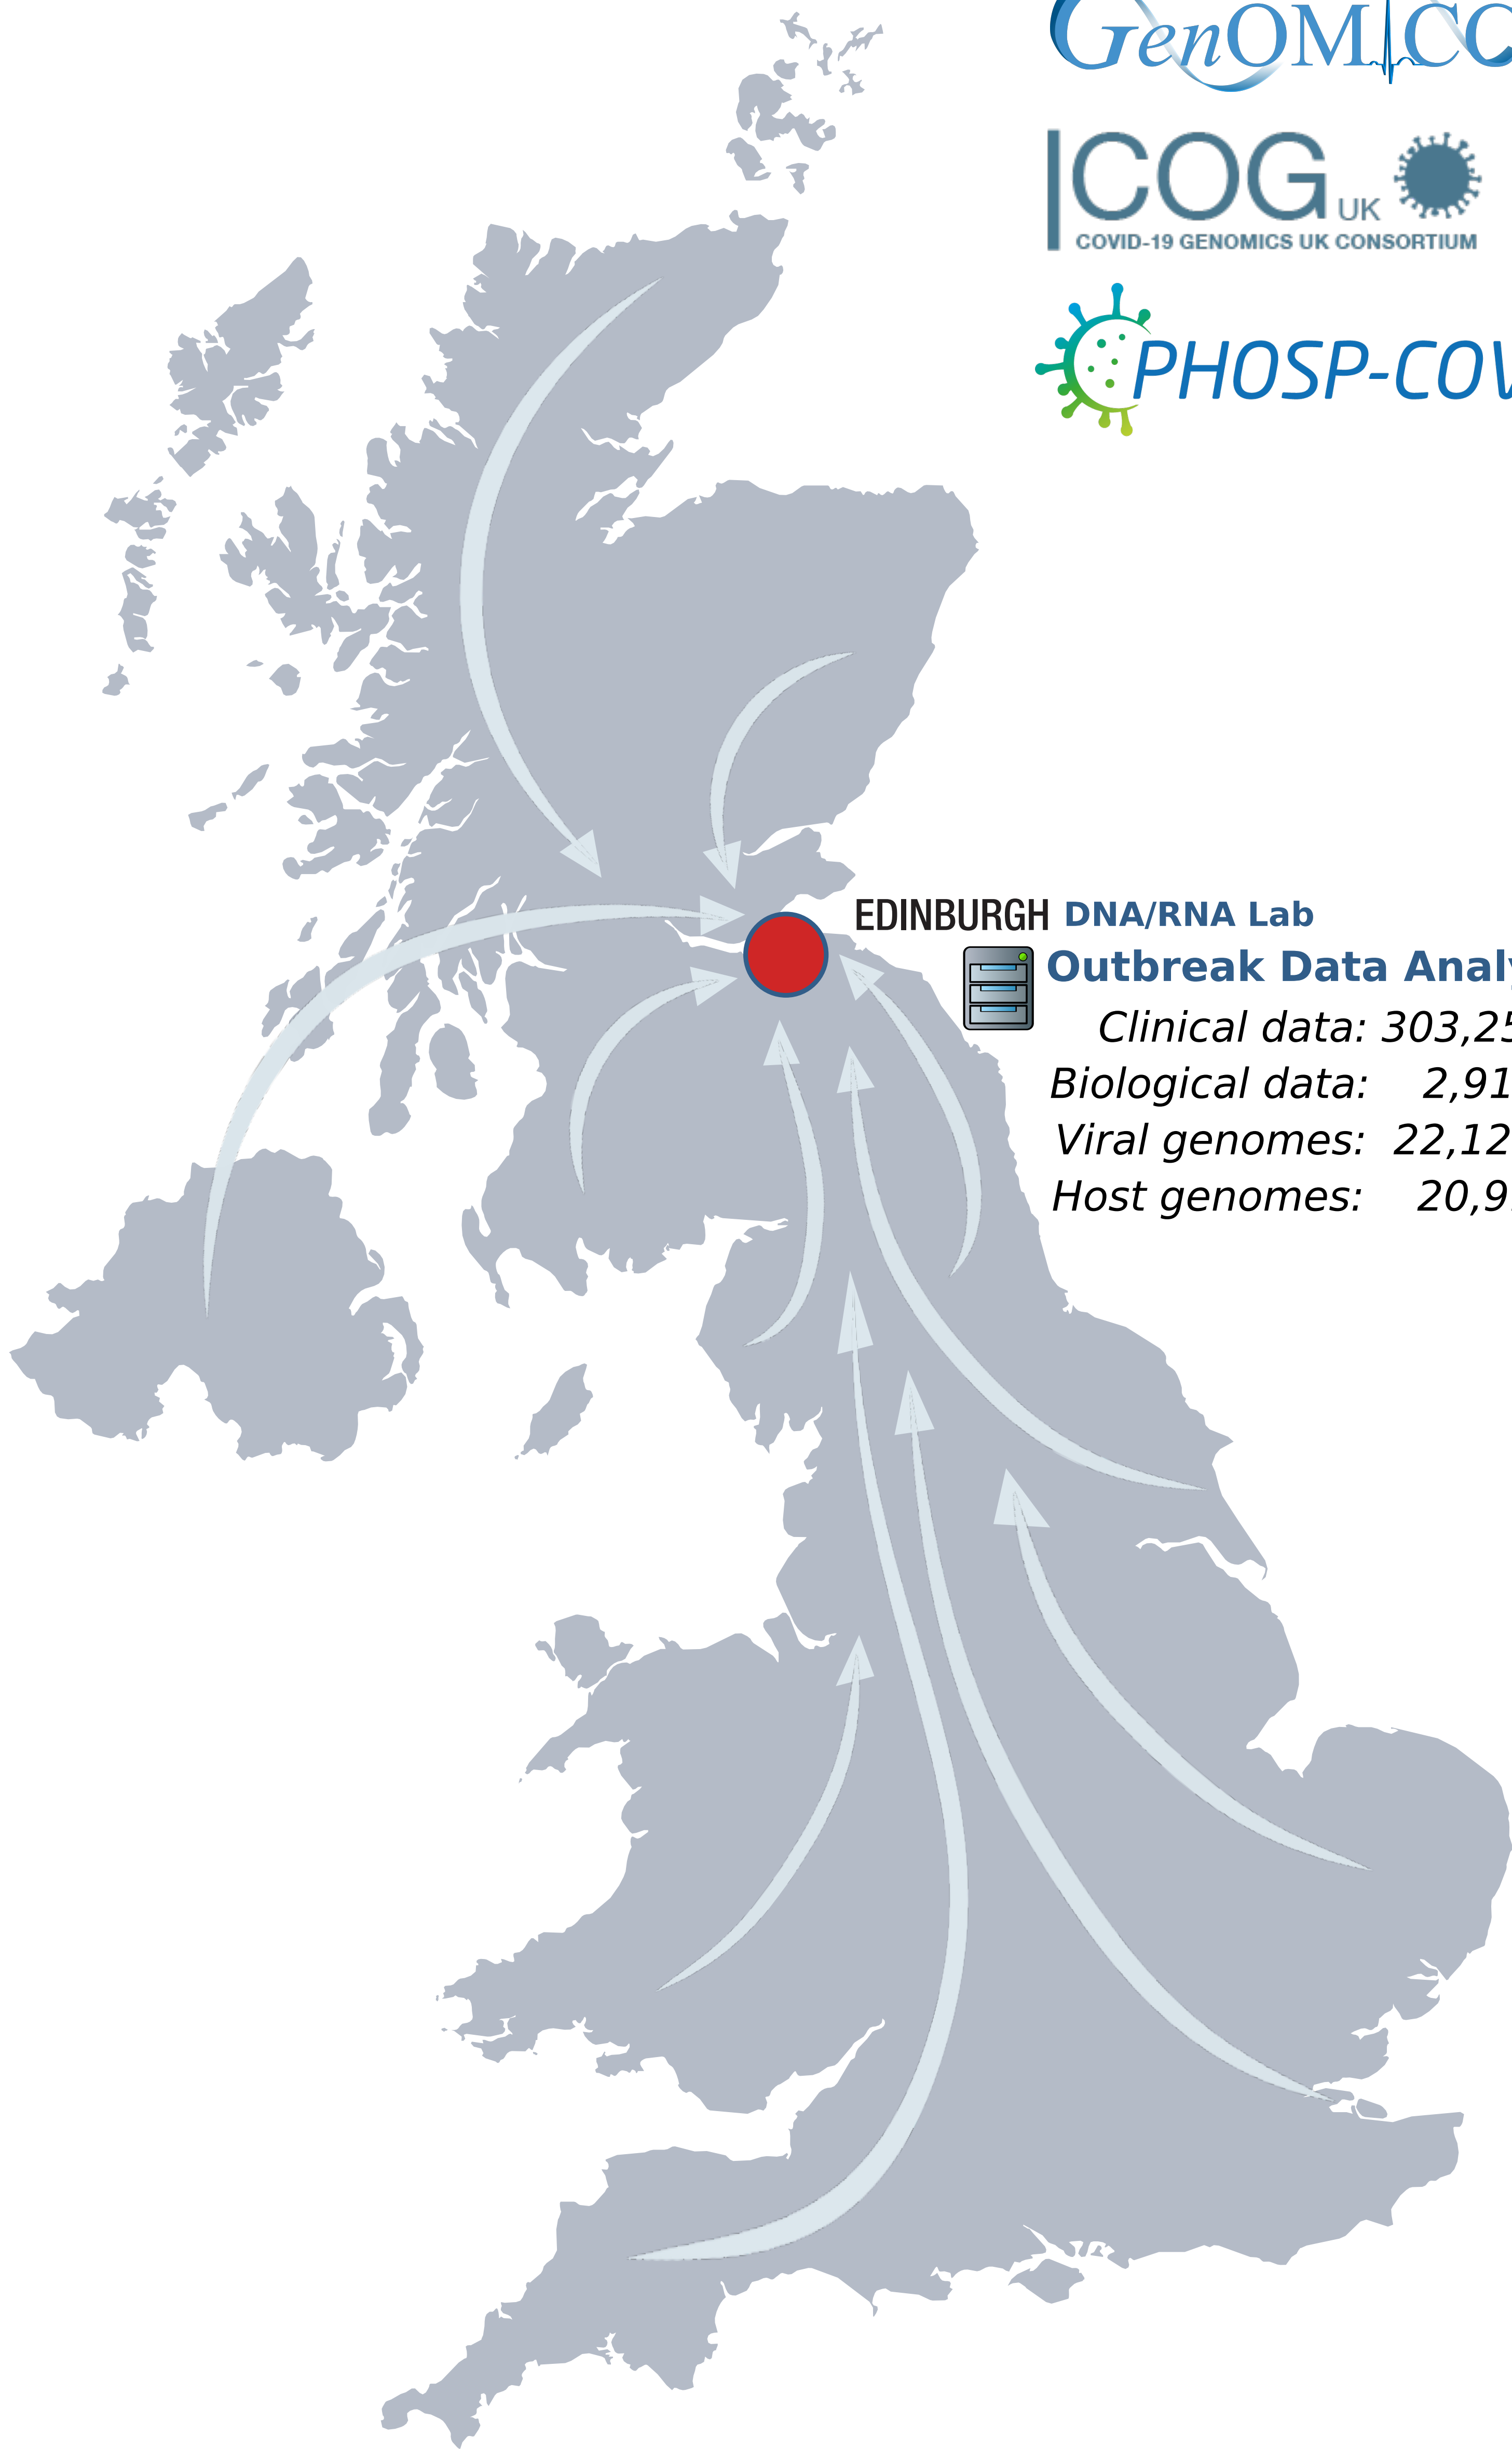 GenOMICC
COG UK
COVID-19 GENOMICS UK CONSORTIUM
PHOSP-COV
EDINBURGH DNA/RNA Lab
Outbreak Data Analy
Clinical data: 303,25
Biological data: 2,91
Viral genomes: 22,12
Host genomes: 20,9